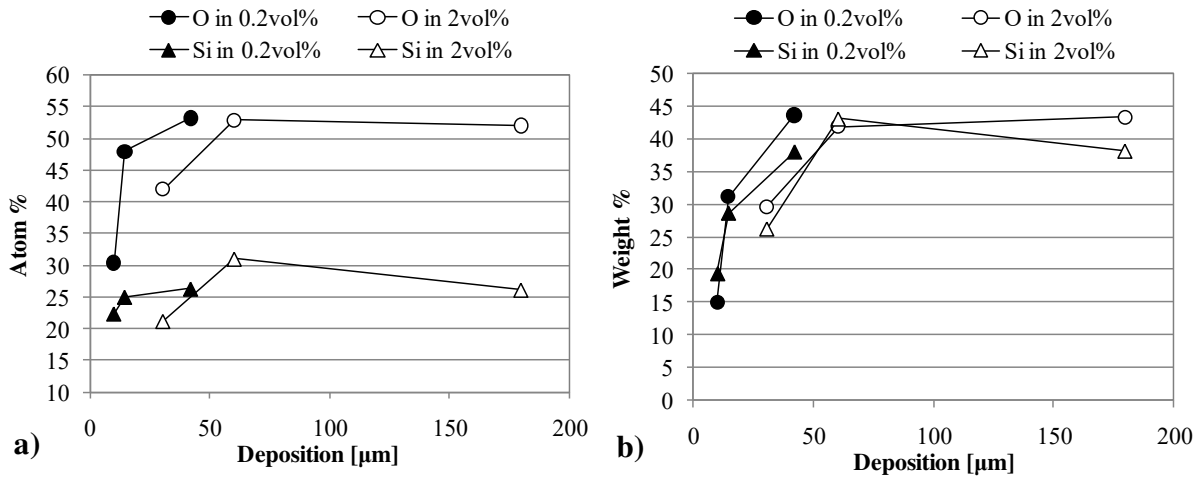 O in 0.2vol% O in 2vol%
Si in 0.2vol% Si in 2vol%
60
55
50
45
40
35
30
25
20
15
10
Atom %
0 50 100 150 200
a) Deposition [µm]
O in 0.2vol% O in 2vol%
Si in 0.2vol% Si in 2vol%
50
45
40
35
30
25
20
15
10
5
0
Weight %
0 50 100 150 200
b) Deposition [µm]